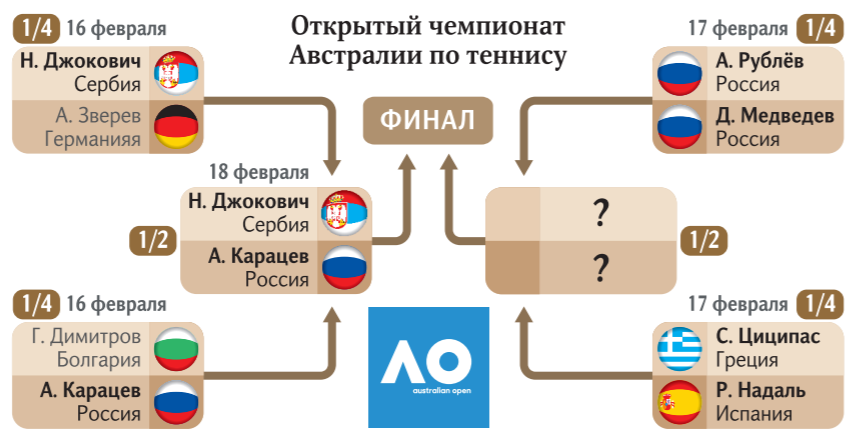 Открытый чемпионат
Австралии по теннису
1/4 16 февраля
Н. Джокович
Сербия
А. Зверев
Германияя
17 февраля 1/4
А. Рублёв
Россия
Д. Медведев
Россия
ФИНАЛ
18 февраля
Н. Джокович
Сербия
1/2
А. Карацев
Россия
?
?
1/2
1/4 16 февраля
Г. Димитров
Болгария
А. Карацев
Россия
AO
australian open
17 февраля 1/4
С. Циципас
Греция
Р. Надаль
Испания